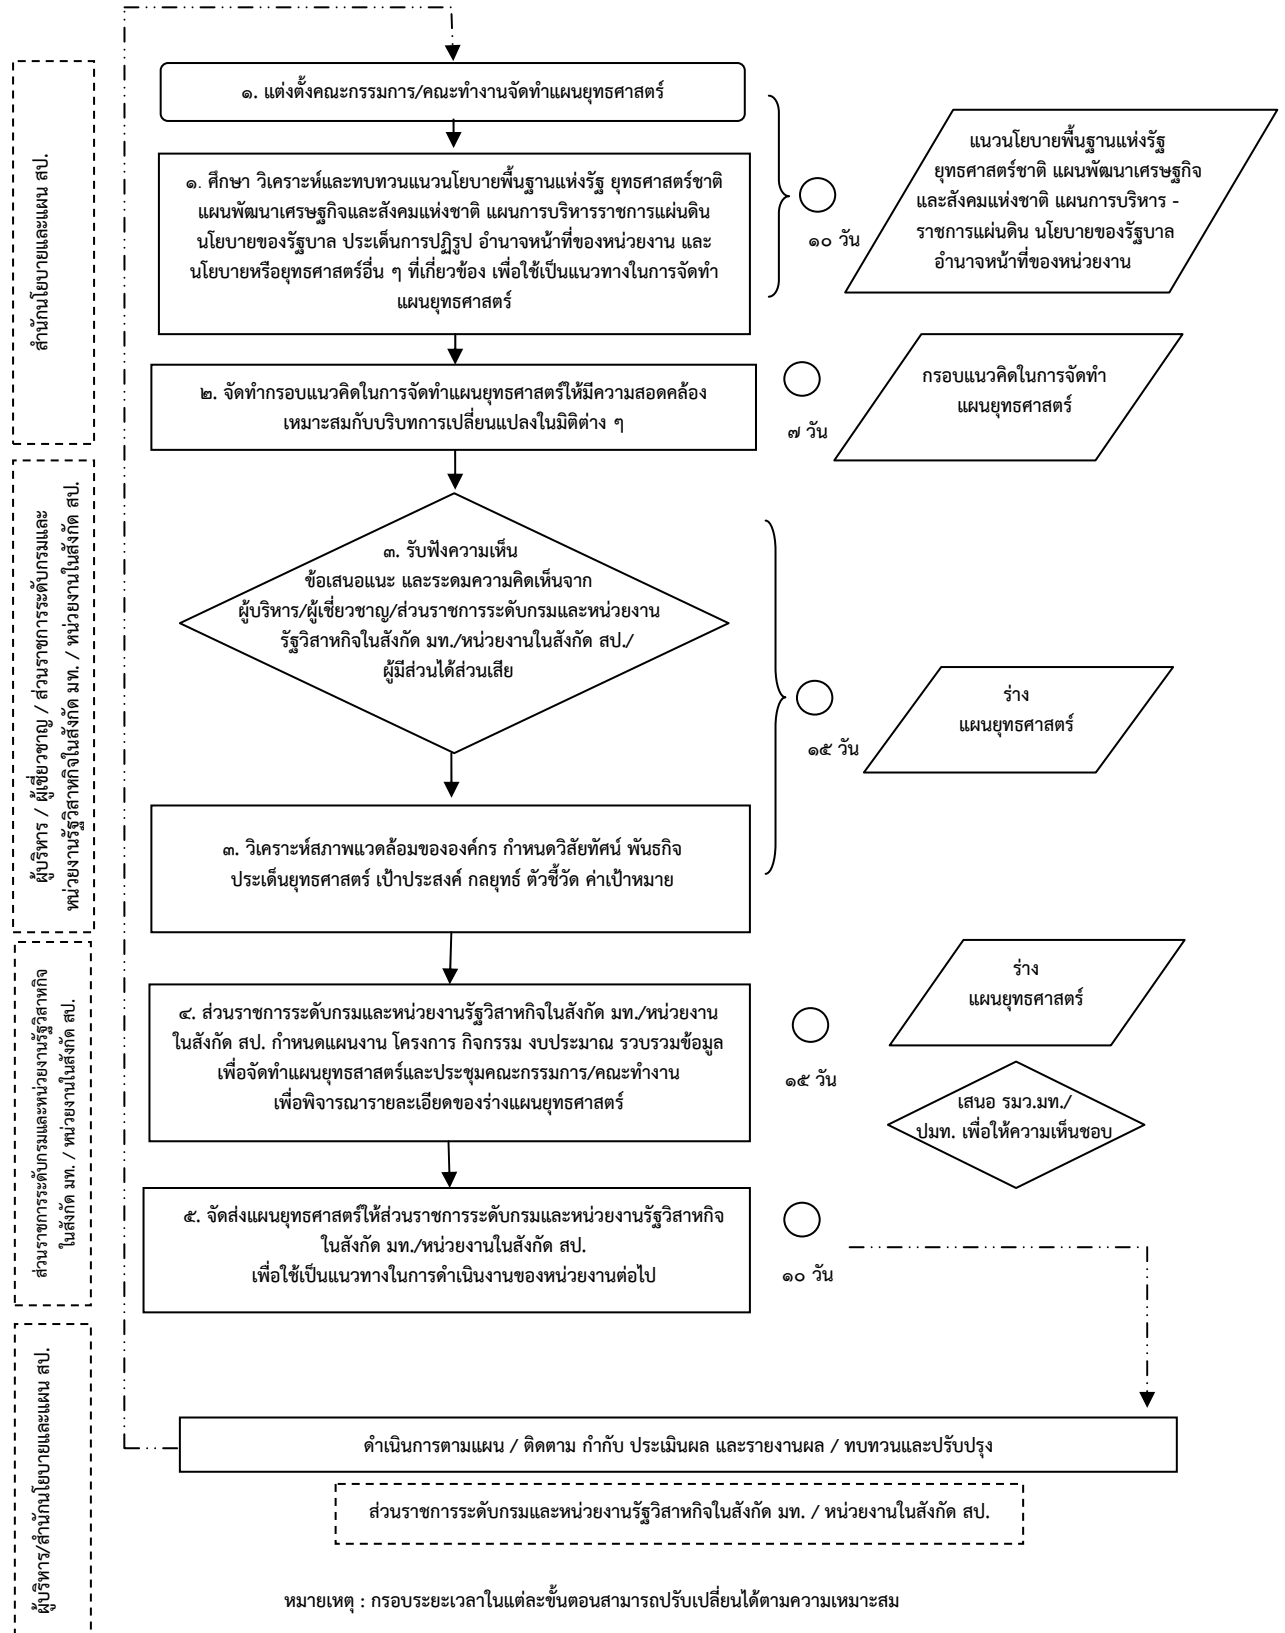 ๑. แต่งตั้งคณะกรรมการ/คณะทำงานจัดทำแผนยุทธศาสตร์
๑. ศึกษา วิเคราะห์และทบทวนแนวนโยบายพื้นฐานแห่งรัฐ ยุทธศาสตร์ชาติ
แผนพัฒนาเศรษฐกิจและสังคมแห่งชาติ แผนการบริหารราชการแผ่นดิน
นโยบายของรัฐบาล ประเด็นการปฏิรูป อำนาจหน้าที่ของหน่วยงาน และ
นโยบายหรือยุทธศาสตร์อื่น ๆ ที่เกี่ยวข้อง เพื่อใช้เป็นแนวทางในการจัดทำ
แผนยุทธศาสตร์
๑๐ วัน
แนวนโยบายพื้นฐานแห่งรัฐ
ยุทธศาสตร์ชาติ แผนพัฒนาเศรษฐกิจ
และสังคมแห่งชาติ แผนการบริหาร -
ราชการแผ่นดิน นโยบายของรัฐบาล
อำนาจหน้าที่ของหน่วยงาน
สำนักนโยบายและแผน สป.
๒. จัดทำกรอบแนวคิดในการจัดทำแผนยุทธศาสตร์ให้มีความสอดคล้อง
เหมาะสมกับบริบทการเปลี่ยนแปลงในมิติต่าง ๆ
๗ วัน
กรอบแนวคิดในการจัดทำ
แผนยุทธศาสตร์
๓. รับฟังความเห็น
ข้อเสนอแนะ และระดมความคิดเห็นจาก
ผู้บริหาร/ผู้เชี่ยวชาญ/ส่วนราชการระดับกรมและหน่วยงาน
รัฐวิสาหกิจในสังกัด มท./หน่วยงานในสังกัด สป./
ผู้มีส่วนได้ส่วนเสีย
๑๕ วัน
ร่าง
แผนยุทธศาสตร์
ผู้บริหาร / ผู้เชี่ยวชาญ / ส่วนราชการระดับกรมและ
หน่วยงานรัฐวิสาหกิจในสังกัด มท. / หน่วยงานในสังกัด สป.
๓. วิเคราะห์สภาพแวดล้อมขององค์กร กำหนดวิสัยทัศน์ พันธกิจ
ประเด็นยุทธศาสตร์ เป้าประสงค์ กลยุทธ์ ตัวชี้วัด ค่าเป้าหมาย
๔. ส่วนราชการระดับกรมและหน่วยงานรัฐวิสาหกิจในสังกัด มท./หน่วยงาน
ในสังกัด สป. กำหนดแผนงาน โครงการ กิจกรรม งบประมาณ รวบรวมข้อมูล
เพื่อจัดทำแผนยุทธสาสตร์และประชุมคณะกรรมการ/คณะทำงาน
เพื่อพิจารณารายละเอียดของร่างแผนยุทธศาสตร์
๑๕ วัน
ร่าง
แผนยุทธศาสตร์
เสนอ รมว.มท./
ปมท. เพื่อให้ความเห็นชอบ
ส่วนราชการระดับกรมและหน่วยงานรัฐวิสาหกิจ
ในสังกัด มท. / หน่วยงานในสังกัด สป.
๕. จัดส่งแผนยุทธศาสตร์ให้ส่วนราชการระดับกรมและหน่วยงานรัฐวิสาหกิจ
ในสังกัด มท./หน่วยงานในสังกัด สป.
เพื่อใช้เป็นแนวทางในการดำเนินงานของหน่วยงานต่อไป
๑๐ วัน
ผู้บริหาร/สำนักนโยบายและแผน สป.
ดำเนินการตามแผน / ติดตาม กำกับ ประเมินผล และรายงานผล / ทบทวนและปรับปรุง
ส่วนราชการระดับกรมและหน่วยงานรัฐวิสาหกิจในสังกัด มท. / หน่วยงานในสังกัด สป.
หมายเหตุ : กรอบระยะเวลาในแต่ละขั้นตอนสามารถปรับเปลี่ยนได้ตามความเหมาะสม